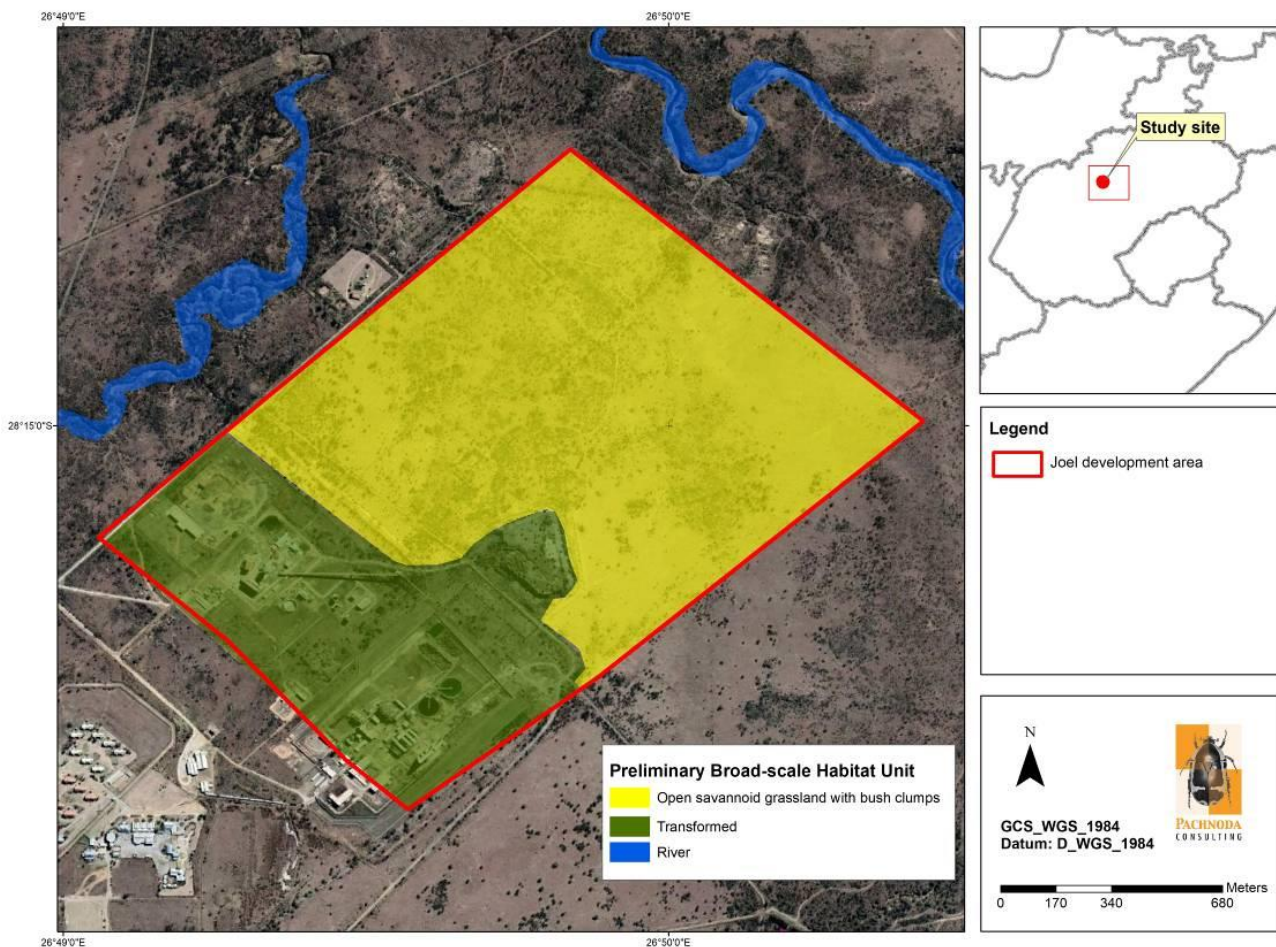 26°49'0"E
26°50'0"E
28°15'0"S
Study site
Legend
Joel development area
Preliminary Broad-scale Habitat Unit
Open savannoid grassland with bush clumps
Transformed
River
N
GCS_WGS_1984
Datum: D_WGS_1984
PACHNODA
CONSULTING
Meters
0 170 340 680
26°49'0"E
26°50'0"E